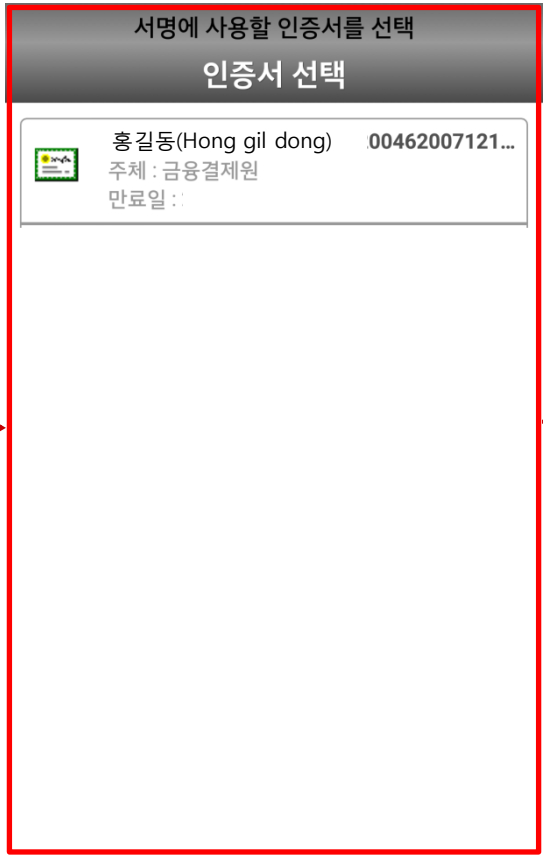 서명에 사용할 인증서를 선택
인증서 선택
홍길동(Hong gil dong) 00462007121...
주체 : 금융결제원
만료일 :